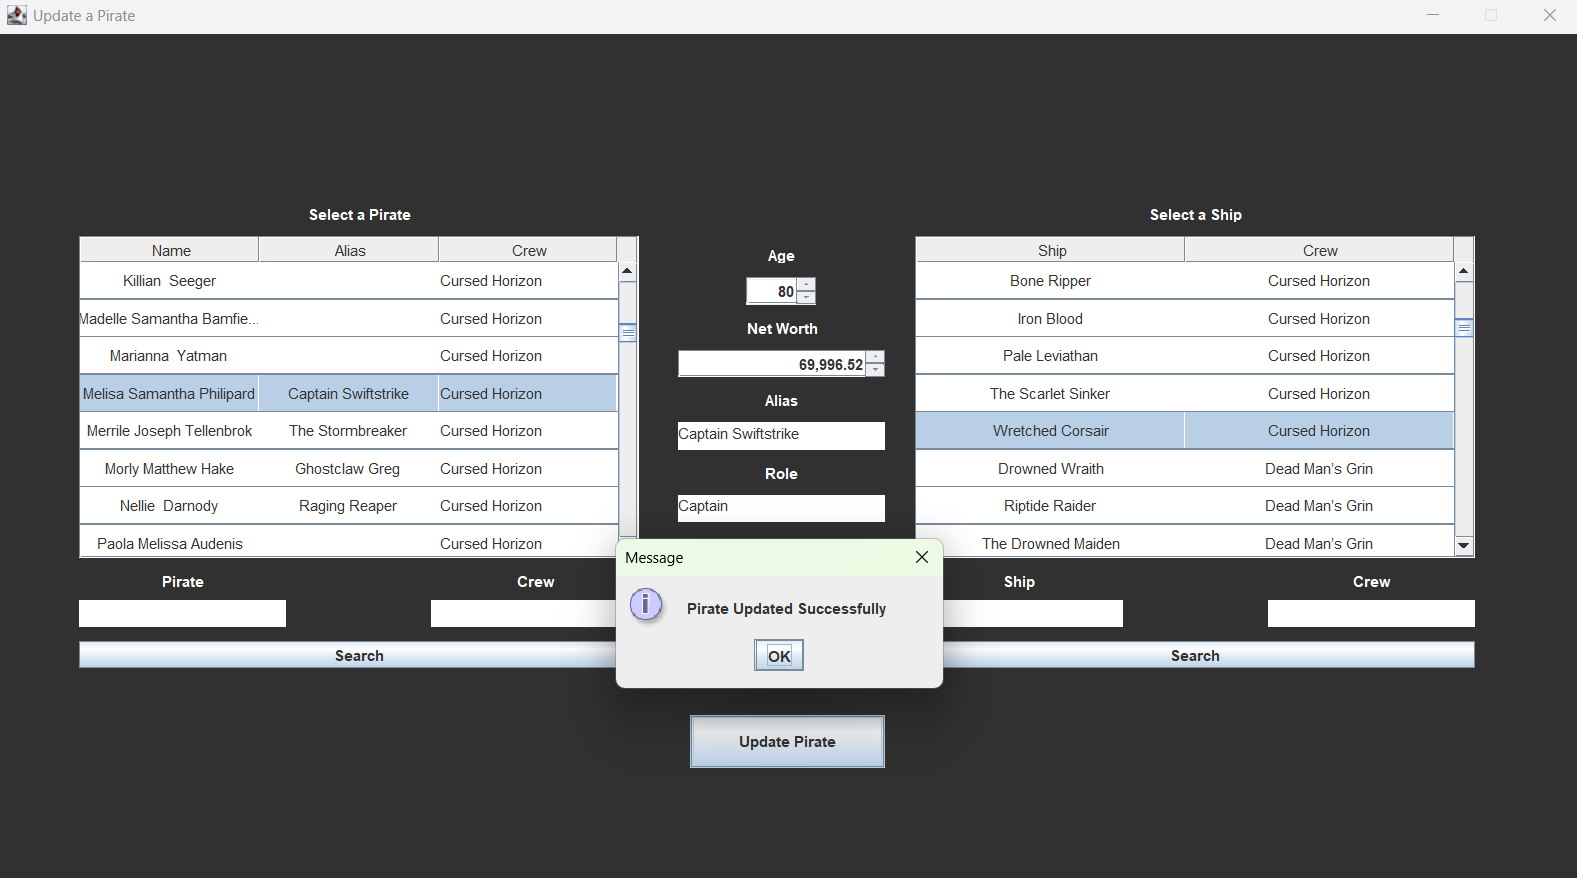 Update a Pirate
Select a Pirate
Name Alias Crew
Killian  Seeger Cursed Horizon
Madelle Samantha Bamfie... Cursed Horizon
Marianna  Yatman Cursed Horizon
Melisa Samantha Philipard Captain Swiftstrike Cursed Horizon
Merrile Joseph Tellenbrok The Stormbreaker Cursed Horizon
Morly Matthew Hake Ghostclaw Greg Cursed Horizon
Nellie  Darnody Raging Reaper Cursed Horizon
Paola Melissa Audenis Cursed Horizon
Pirate Crew
Search
Age
80
Net Worth
69,996.52
Alias
Captain Swiftstrike
Role
Captain
Message
Pirate Updated Successfully
OK
Update Pirate
Select a Ship
Ship Crew
Bone Ripper Cursed Horizon
Iron Blood Cursed Horizon
Pale Leviathan Cursed Horizon
The Scarlet Sinker Cursed Horizon
Wretched Corsair Cursed Horizon
Drowned Wraith Dead Man's Grin
Riptide Raider Dead Man's Grin
The Drowned Maiden Dead Man's Grin
Ship Crew
Search